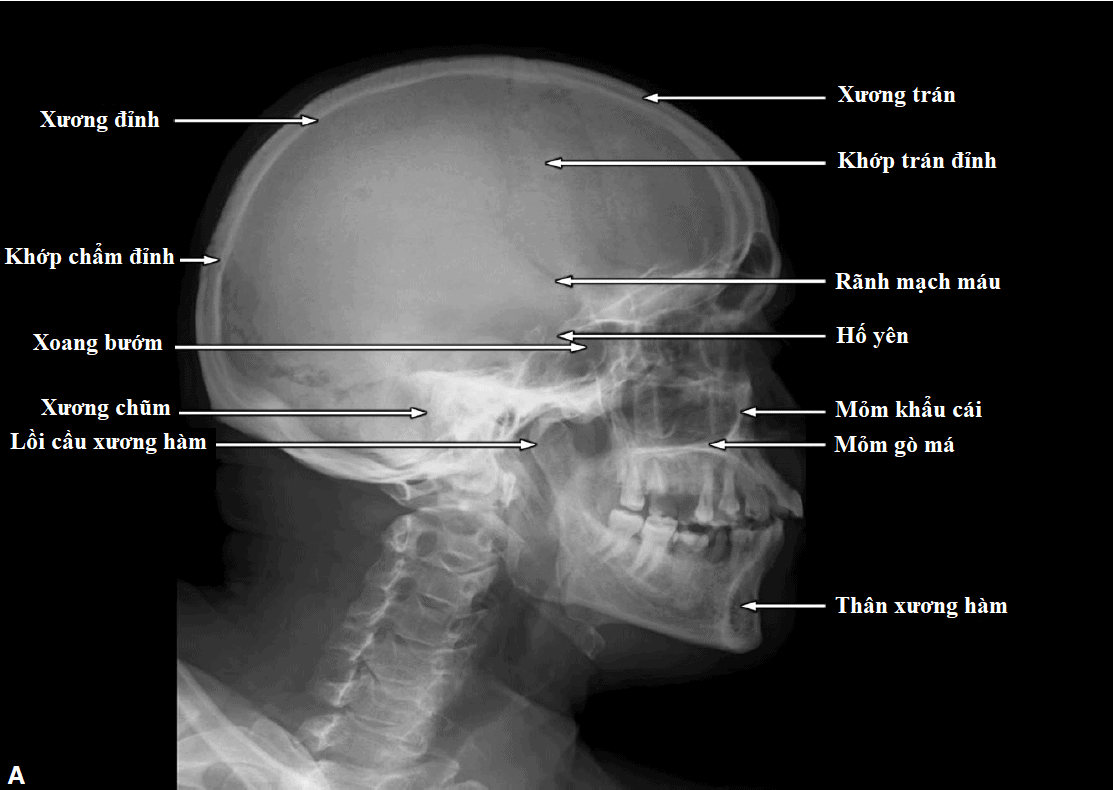 Xương trán
Xương đỉnh
Khớp trán đỉnh
Khớp chẩm đỉnh
Rãnh mạch máu
Hố yên
Xoang bướm
Xương chũm
Mỏm khẩu cái
Lồi cầu xương hàm
Mỏm gò má
Thân xương hàm
A